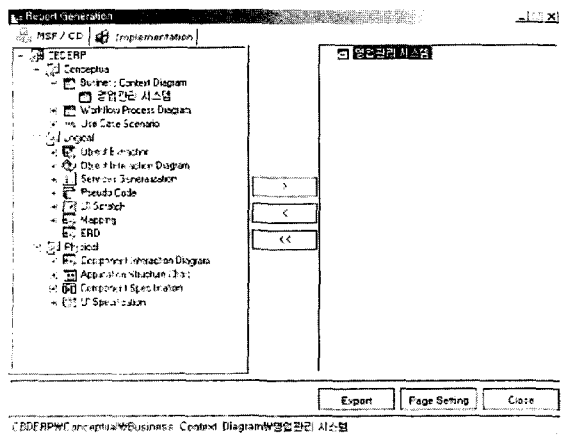 Report Generation
MSF / CD
Implementation
CBDERP
Conceptual
Business Context Diagram
영업관리 시스템
Workflow Process Diagram
Use Case Scenario
Logical
Object Extraction
Object Interaction Diagram
Services Generalization
Pseudo Code
UI Scratch
Mapping
ERD
Physical
Component Interaction Diagram
Application Structure Chart
Component Specification
UI Specification
영업관리 시스템
>
<
<<
Export
Page Setting
Close
CBDERP₩Conceptual₩Business Context Diagram₩영업관리 시스템